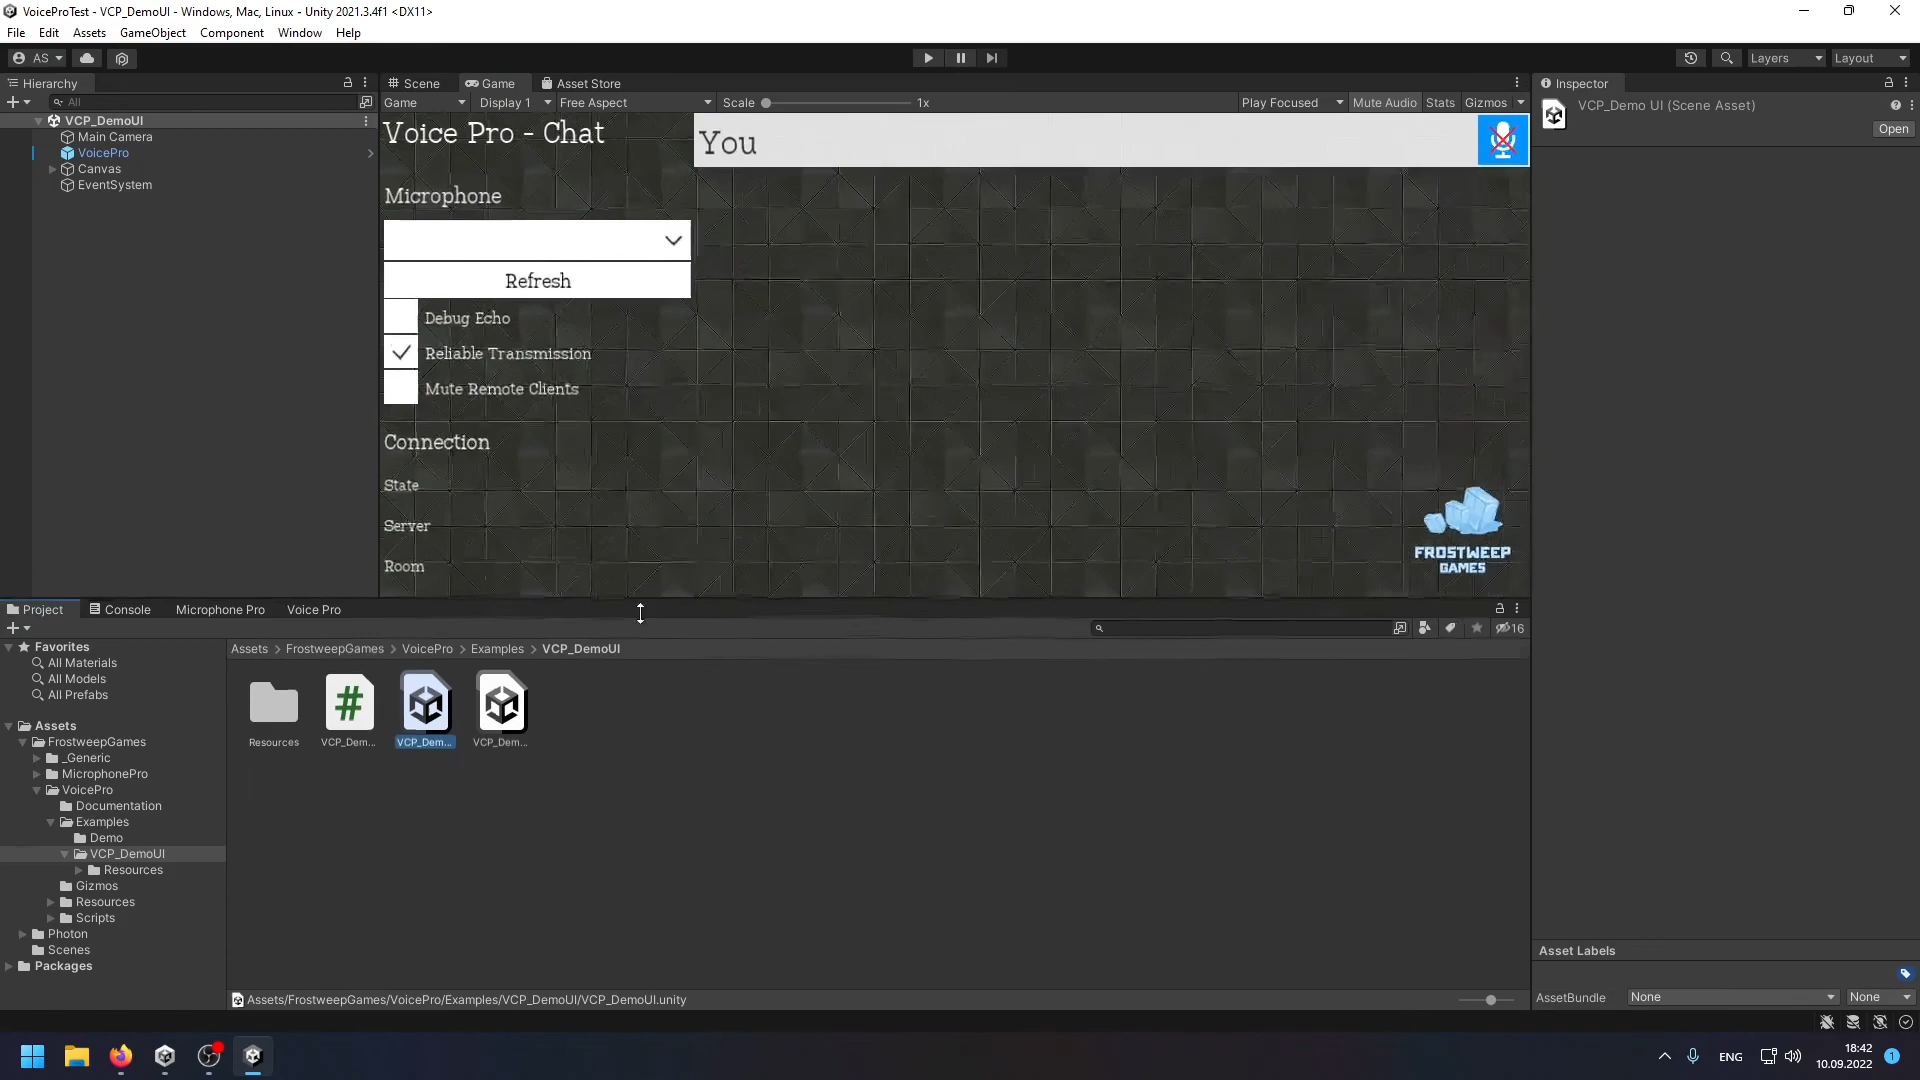 VoiceProTest - VCP_DemoUI - Windows, Mac, Linux - Unity 2021.3.4f1 <DX11>
File Edit Assets GameObject Component Window Help
AS Layers Layout
Hierarchy Scene Game Asset Store Inspector
All Game Display 1 Free Aspect Scale 1x Play Focused Mute Audio Stats Gizmos
VCP_DemoUI
Main Camera
VoicePro
Canvas
EventSystem
Voice Pro - Chat
You
Microphone
Refresh
Debug Echo
Reliable Transmission
Mute Remote Clients
Connection
State
Server
Room
FROSTWEEP
GAMES
VCP_Demo UI (Scene Asset)
Open
Project Console Microphone Pro Voice Pro
16
Favorites
All Materials
All Models
All Prefabs
Assets
FrostweepGames
_Generic
MicrophonePro
VoicePro
Documentation
Examples
Demo
VCP_DemoUI
Resources
Gizmos
Resources
Scripts
Photon
Scenes
Packages
Assets > FrostweepGames > VoicePro > Examples > VCP_DemoUI
#
Resources VCP_Dem... VCP_Dem... VCP_Dem...
Assets/FrostweepGames/VoicePro/Examples/VCP_DemoUI/VCP_DemoUI.unity
Asset Labels
AssetBundle None None
ENG
18:42
10.09.2022
1